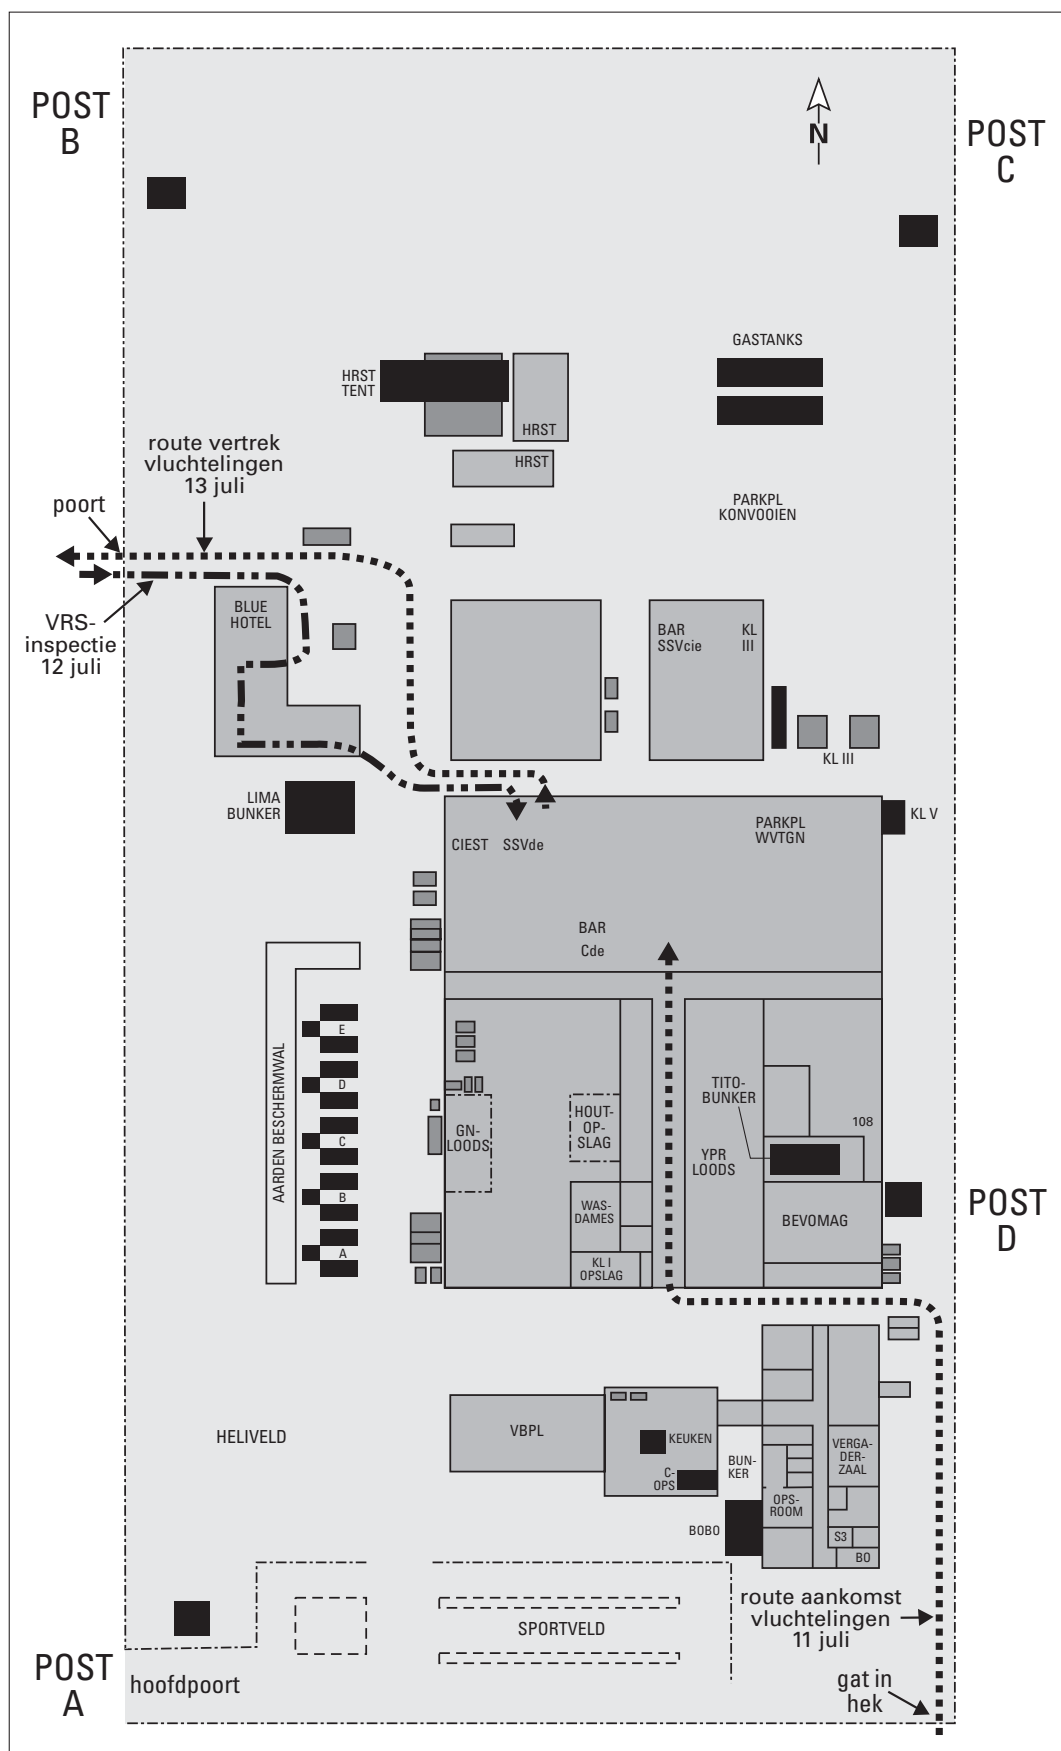 POST
B
N
POST
C
GASTANKS
HRST
TENT
HRST
HRST
route vertrek
vluchtelingen
13 juli
poort
PARKPL
KONVOOIEN
BLUE
HOTEL
VRS-
inspectie
12 juli
BAR
SSVcie
KL
III
KL III
LIMA
BUNKER
KL V
PARKPL
WVTGN
CIEST
SSVde
BAR
Cde
AARDEN BESCHERMWAL
E
D
C
B
A
TITO-
BUNKER
GN-
LOODS
HOUT-
OP-
SLAG
108
YPR
LOODS
WAS-
DAMES
BEVOMAG
POST
D
KL I
OPSLAG
HELIVELD
VBPL
KEUKEN
C-
OPS
BUN-
KER
VERGA-
DER-
ZAAL
OPS-
ROOM
BOBO
S3
BO
route aankomst
vluchtelingen
11 juli
SPORTVELD
POST
A
hoofdpoort
gat in
hek